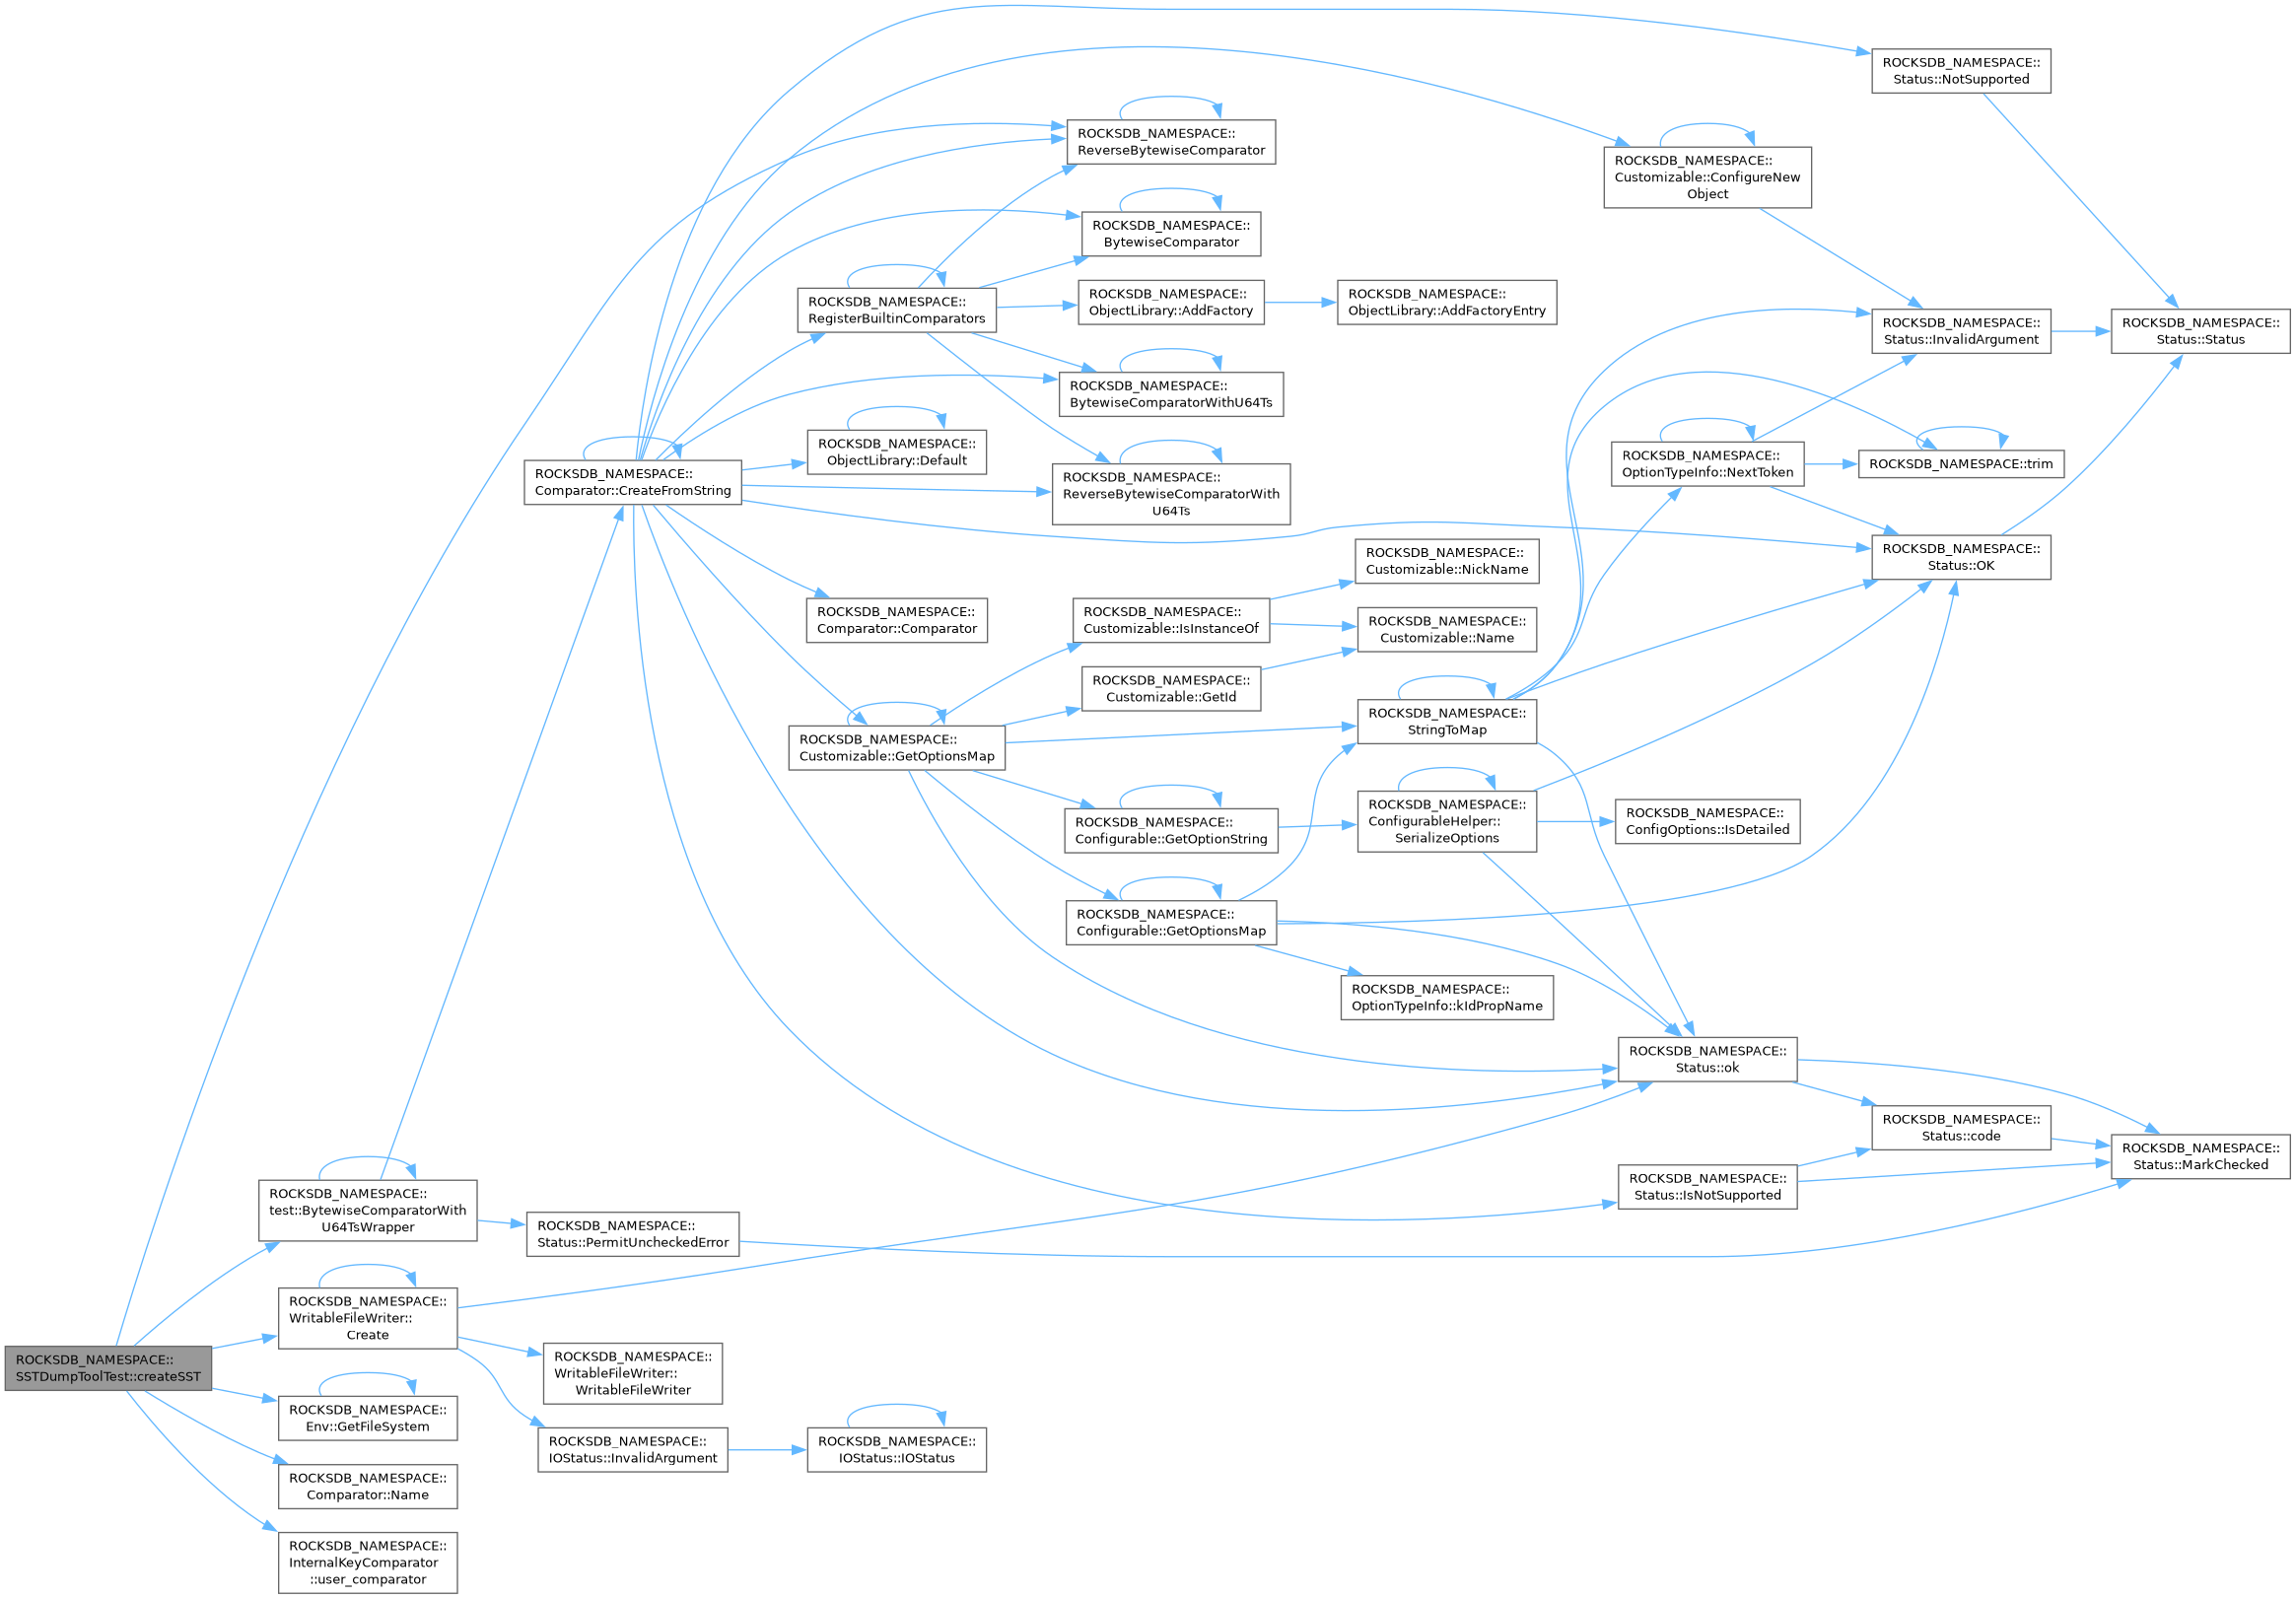 ROCKSDB_NAMESPACE::
SSTDumpToolTest::createSST
ROCKSDB_NAMESPACE::
test::BytewiseComparatorWith
U64TsWrapper
ROCKSDB_NAMESPACE::
WritableFileWriter::
Create
ROCKSDB_NAMESPACE::
Env::GetFileSystem
ROCKSDB_NAMESPACE::
Comparator::Name
ROCKSDB_NAMESPACE::
InternalKeyComparator
::user_comparator
ROCKSDB_NAMESPACE::
Comparator::CreateFromString
ROCKSDB_NAMESPACE::
Status::PermitUncheckedError
ROCKSDB_NAMESPACE::
WritableFileWriter::
WritableFileWriter
ROCKSDB_NAMESPACE::
IOStatus::InvalidArgument
ROCKSDB_NAMESPACE::
RegisterBuiltinComparators
ROCKSDB_NAMESPACE::
ObjectLibrary::Default
ROCKSDB_NAMESPACE::
Comparator::Comparator
ROCKSDB_NAMESPACE::
Customizable::GetOptionsMap
ROCKSDB_NAMESPACE::
IOStatus::IOStatus
ROCKSDB_NAMESPACE::
ReverseBytewiseComparator
ROCKSDB_NAMESPACE::
BytewiseComparator
ROCKSDB_NAMESPACE::
ObjectLibrary::AddFactory
ROCKSDB_NAMESPACE::
BytewiseComparatorWithU64Ts
ROCKSDB_NAMESPACE::
ReverseBytewiseComparatorWith
U64Ts
ROCKSDB_NAMESPACE::
Customizable::IsInstanceOf
ROCKSDB_NAMESPACE::
Customizable::GetId
ROCKSDB_NAMESPACE::
Configurable::GetOptionString
ROCKSDB_NAMESPACE::
Configurable::GetOptionsMap
ROCKSDB_NAMESPACE::
ObjectLibrary::AddFactoryEntry
ROCKSDB_NAMESPACE::
Customizable::NickName
ROCKSDB_NAMESPACE::
Customizable::Name
ROCKSDB_NAMESPACE::
StringToMap
ROCKSDB_NAMESPACE::
ConfigurableHelper::
SerializeOptions
ROCKSDB_NAMESPACE::
OptionTypeInfo::kIdPropName
ROCKSDB_NAMESPACE::
Customizable::ConfigureNew
Object
ROCKSDB_NAMESPACE::
OptionTypeInfo::NextToken
ROCKSDB_NAMESPACE::
ConfigOptions::IsDetailed
ROCKSDB_NAMESPACE::
Status::ok
ROCKSDB_NAMESPACE::
Status::IsNotSupported
ROCKSDB_NAMESPACE::
Status::NotSupported
ROCKSDB_NAMESPACE::
Status::InvalidArgument
ROCKSDB_NAMESPACE::trim
ROCKSDB_NAMESPACE::
Status::OK
ROCKSDB_NAMESPACE::
Status::code
ROCKSDB_NAMESPACE::
Status::Status
ROCKSDB_NAMESPACE::
Status::MarkChecked